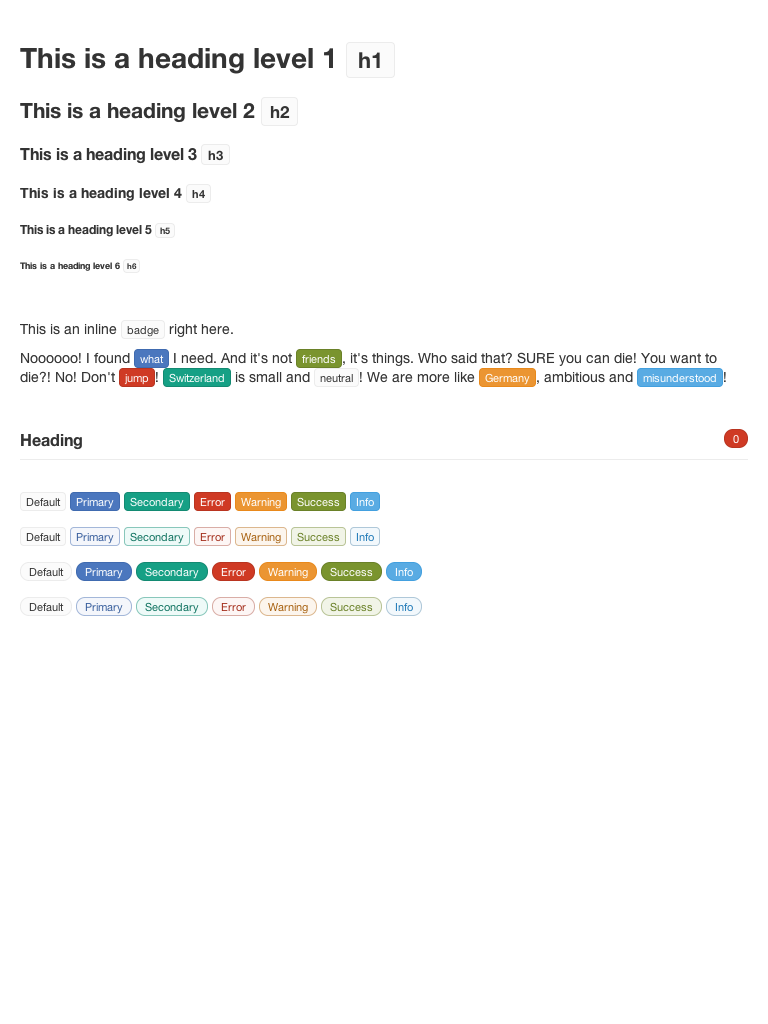 This is a heading level 1 h1
This is a heading level 2 h2
This is a heading level 3 h3
This is a heading level 4 h4
This is a heading level 5 h5
This is a heading level 6 h6
This is an inline badge right here.
Noooooo! I found what I need. And it's not friends, it's things. Who said that? SURE you can die! You want to
die?! No! Don't jump! Switzerland is small and neutral! We are more like Germany, ambitious and misunderstood!
Heading 0
Default Primary Secondary Error Warning Success Info
Default Primary Secondary Error Warning Success Info
Default Primary Secondary Error Warning Success Info
Default Primary Secondary Error Warning Success Info